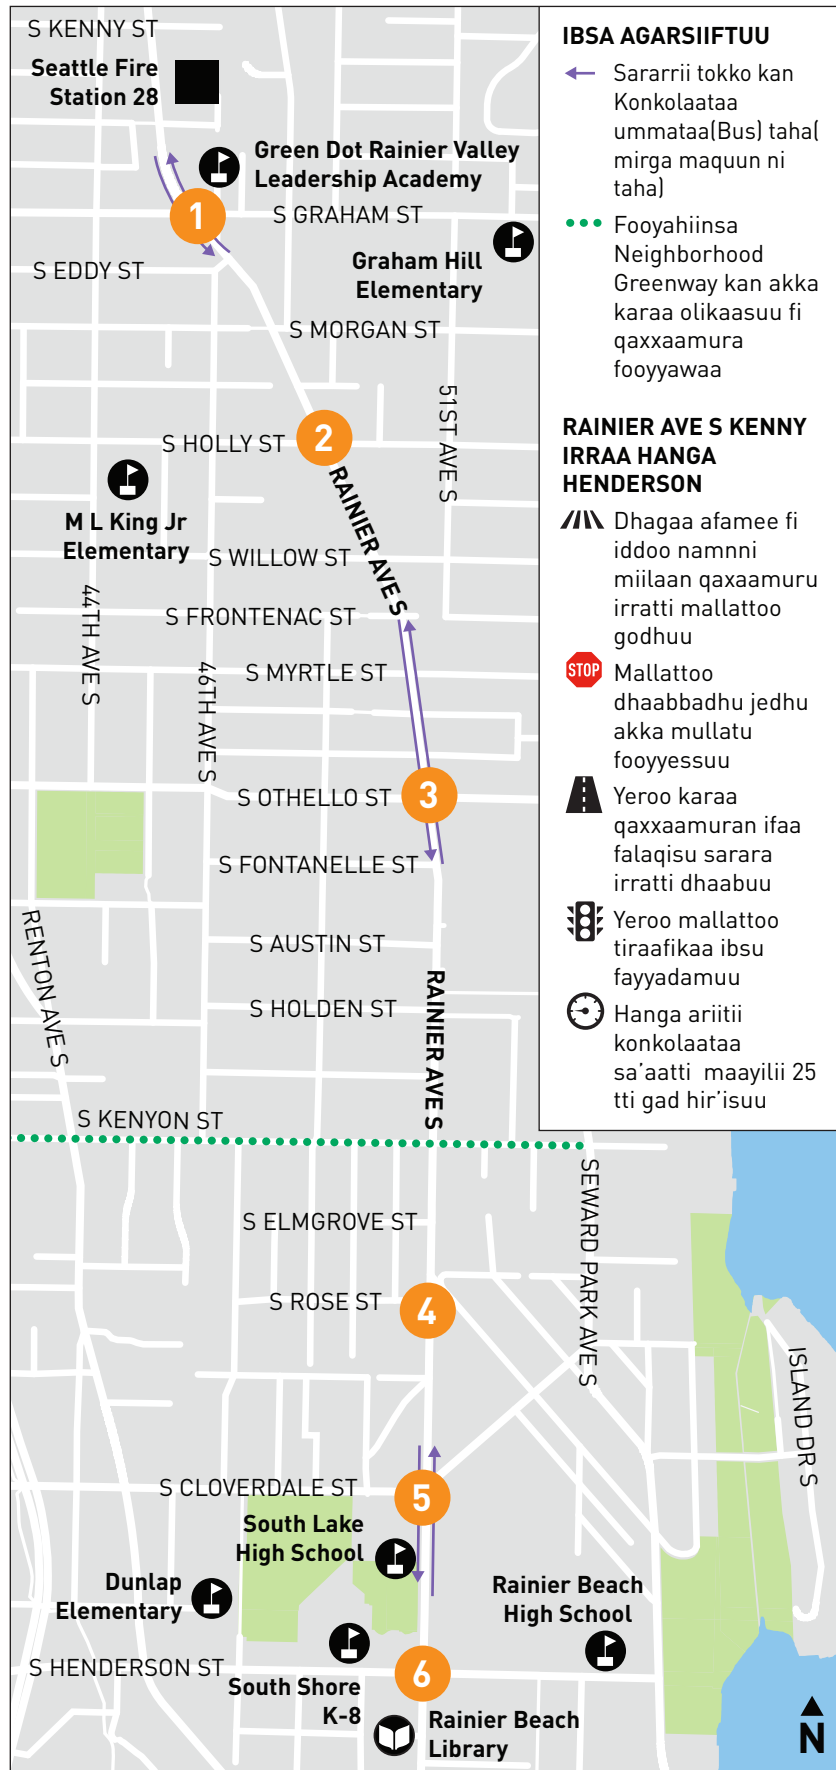 S KENNY ST
Seattle Fire
Station 28
Green Dot Rainier Valley
Leadership Academy
1
S GRAHAM ST
Graham Hill
Elementary
S EDDY ST
S MORGAN ST
51ST AVE S
2
S HOLLY ST
RAINIER AVE S
M L King Jr
Elementary
S WILLOW ST
S FRONTENAC ST
44TH AVE S
46TH AVE S
S MYRTLE ST
3
S OTHELLO ST
S FONTANELLE ST
RENTON AVE S
S AUSTIN ST
RAINIER AVE S
S HOLDEN ST
S KENYON ST
SEWARD PARK AVE S
S ELMGROVE ST
S ROSE ST
4
ISLAND DR S
S CLOVERDALE ST
5
South Lake
High School
Dunlap
Elementary
Rainier Beach
High School
S HENDERSON ST
6
South Shore
K-8
Rainier Beach
Library
N
IBSA AGARSIIFTUU
Sararrii tokko kan
Konkolaataa
ummataa(Bus) taha(
mirga maquun ni
taha)
Fooyahiinsa
Neighborhood
Greenway kan akka
karaa olikaasuu fi
qaxxaamura
fooyyawaa
RAINIER AVE S KENNY
IRRAA HANGA
HENDERSON
Dhagaa afamee fi
iddoo namnni
miilaan qaxaamuru
irratti mallattoo
godhuu
STOP
Mallattoo
dhaabbadhu jedhu
akka mullatu
fooyyessuu
Yeroo karaa
qaxxaamuran ifaa
falaqisu sarara
irratti dhaabuu
Yeroo mallattoo
tiraafikaa ibsu
fayyadamuu
Hanga ariitii
konkolaataa
sa'aatti maayilii 25
tti gad hir'isuu